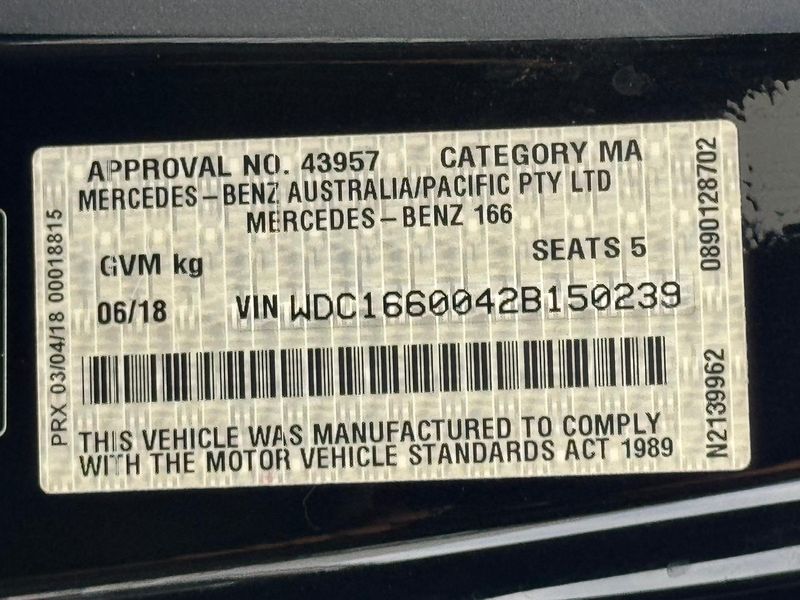 APPROVAL NO. 43957 CATEGORY MA
MERCEDES-BENZ AUSTRALIA/PACIFIC PTY LTD
MERCEDES-BENZ 166
GVM kg SEATS 5
06/18 VIN WDC1660042B150239
THIS VEHICLE WAS MANUFACTURED TO COMPLY
WITH THE MOTOR VEHICLE STANDARDS ACT 1989
PRX 03/04/18 00018815
0890128702
N2139962